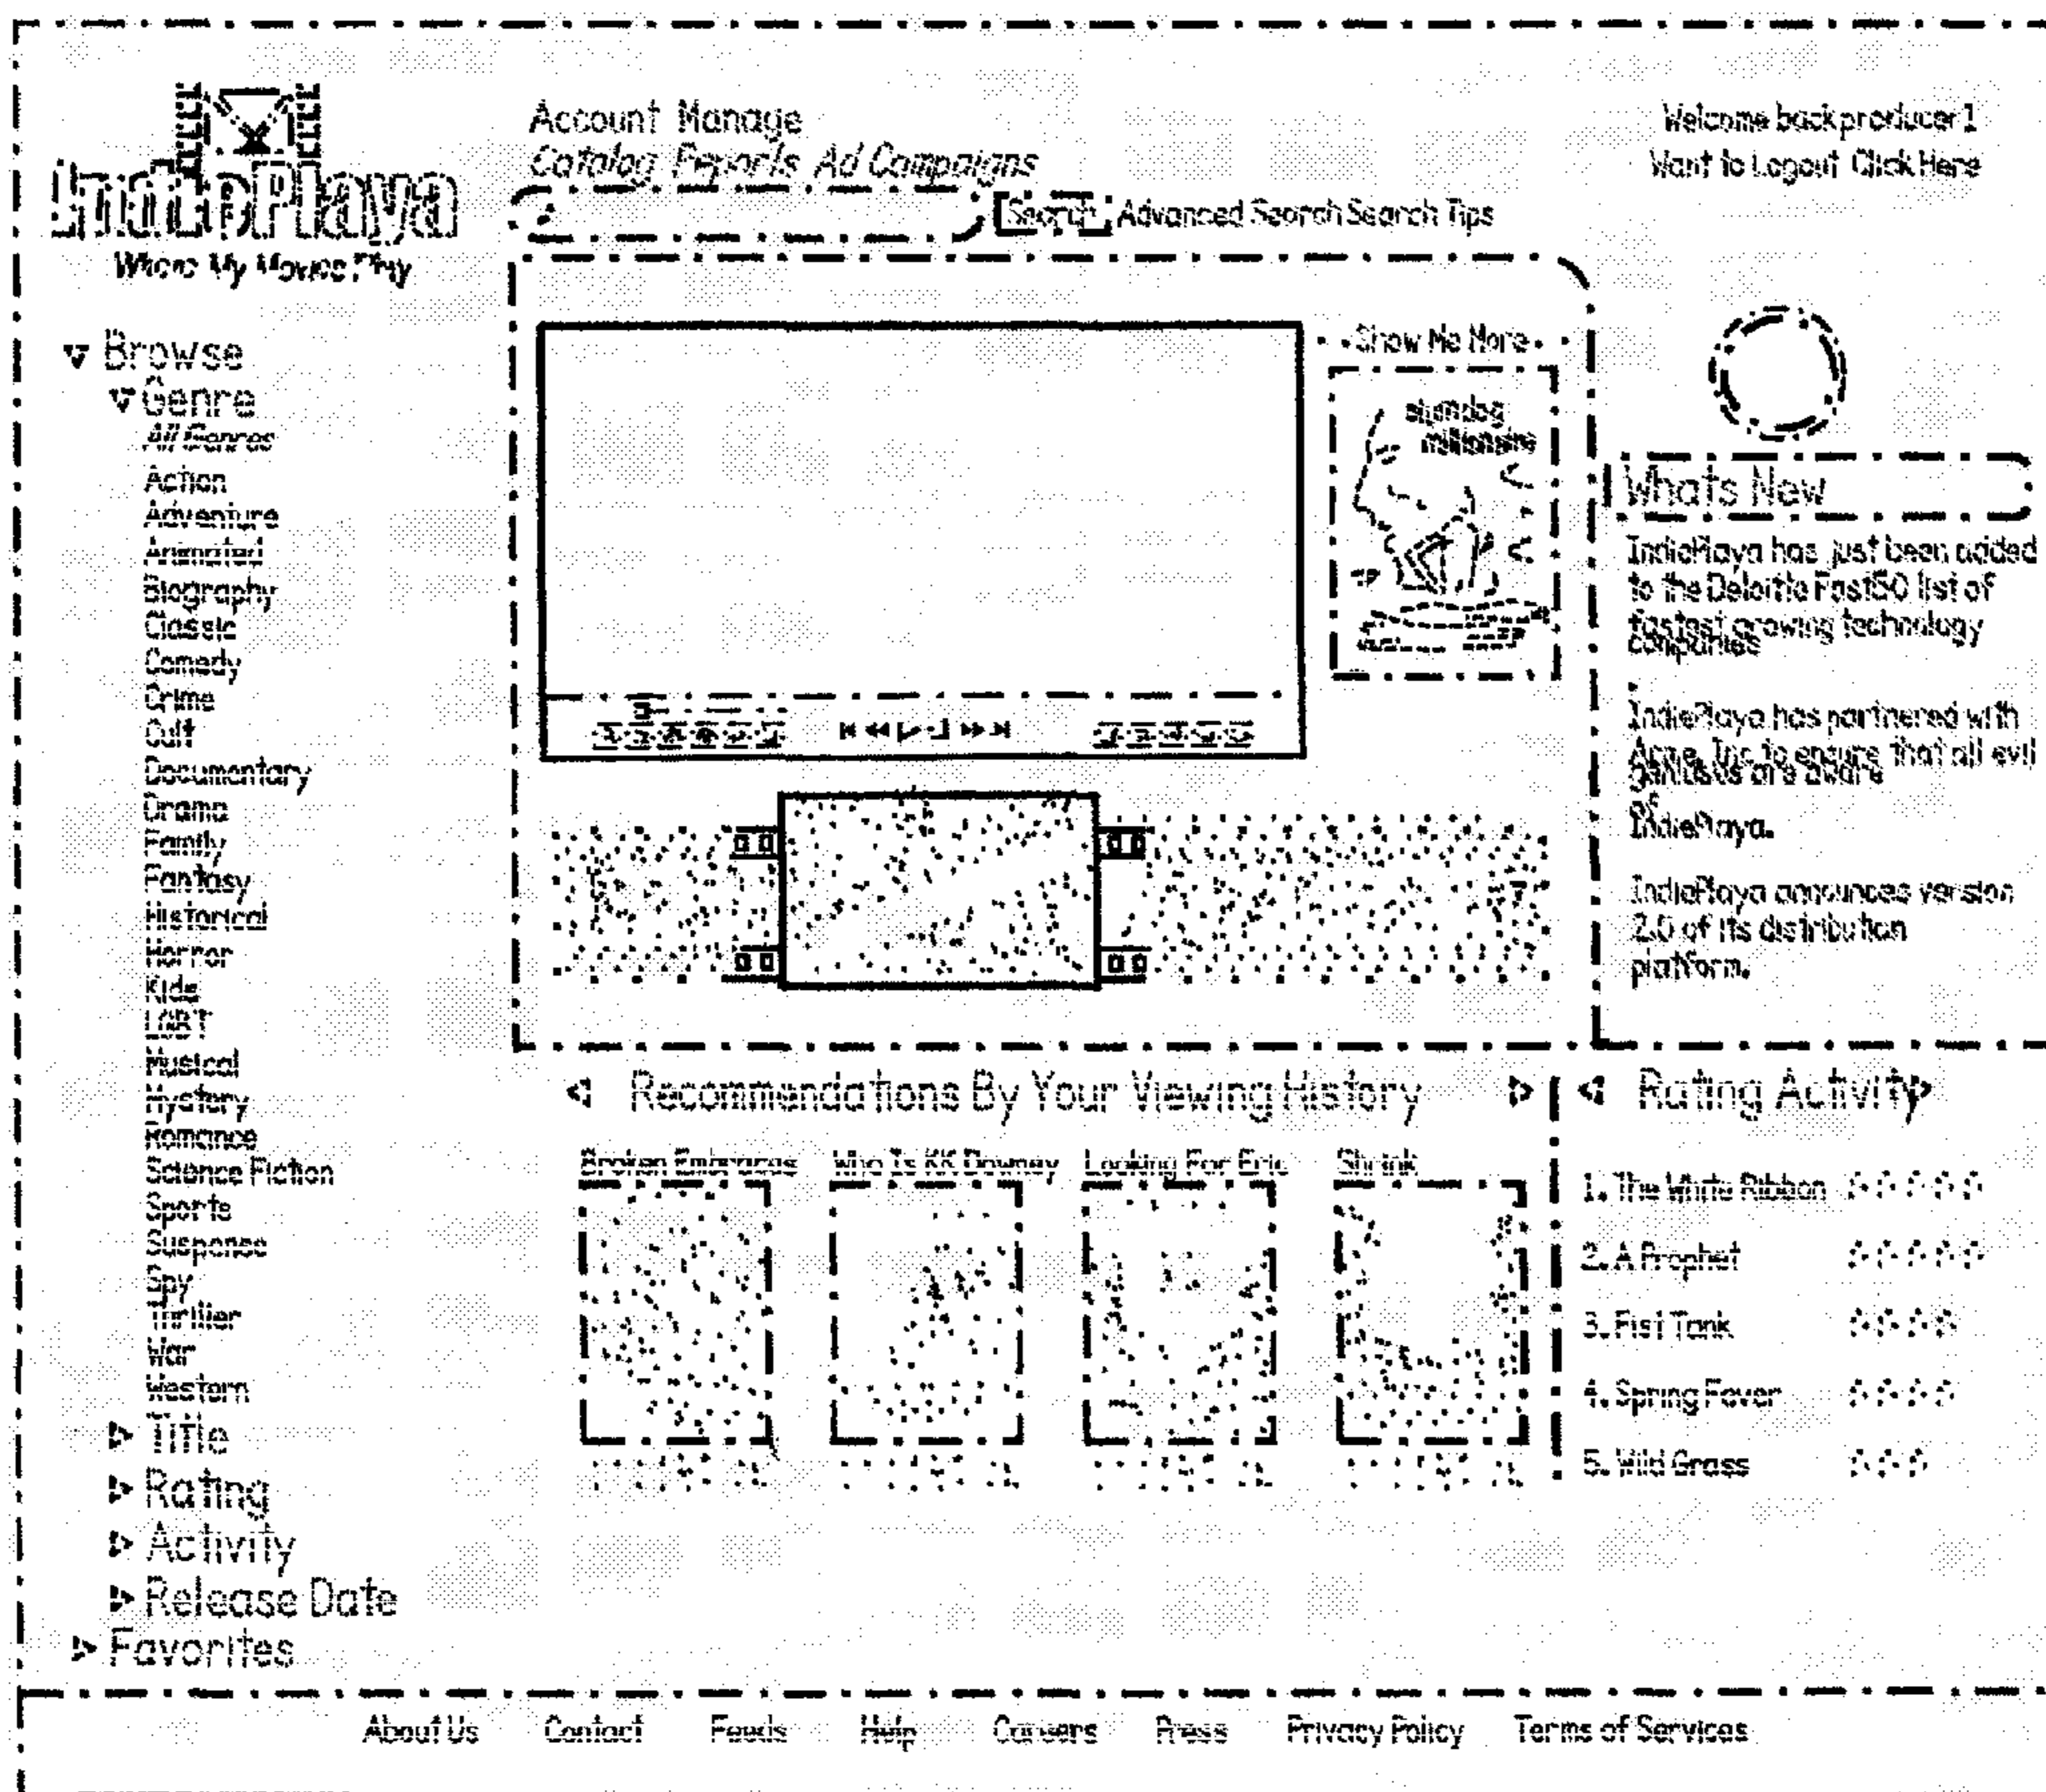 IndiePlaya
Where My Movies Play
Account Manage
Catalog Reports Ad Campaigns
Search Advanced Search Search Tips
Welcome back producer1
Want to Logout Click Here
Browse
Genre
All Genres
Action
Adventure
Animated
Biography
Classic
Comedy
Crime
Cult
Documentary
Drama
Family
Fantasy
Historical
Horror
Kids
LGBT
Musical
Mystery
Romance
Science Fiction
Sports
Suspense
Spy
Thriller
War
Western
Title
Rating
Activity
Release Date
Favorites
Show Me More
slumdog
millionaire
Whats New
IndiePlaya has just been added
to the Deloitte Fast50 list of
fastest growing technology
companies
.
IndiePlaya has partnered with
Acme, Inc. to ensure that all evil
geniuses are aware
of
IndiePlaya.
IndiePlaya announces version
2.0 of its distribution
platform.
Recommendations By Your Viewing History
Broken Embraces Who Is KK Downey Looking For Eric Shrink
Rating Activity
1. The White Ribbon
2. A Prophet
3. Fist Tank
4. Spring Fever
5. Wild Grass
About Us Contact Feeds Help Careers Press Privacy Policy Terms of Services